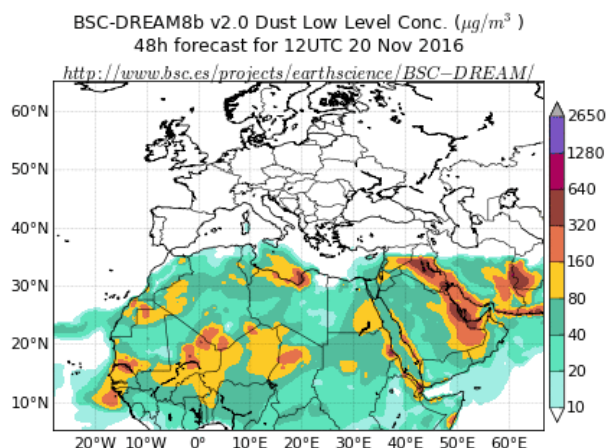 BSC-DREAM8b v2.0 Dust Low Level Conc. (μg/m³ )
48h forecast for 12UTC 20 Nov 2016
http://www.bsc.es/projects/earthscience/BSC−DREAM/
60°N
50°N
40°N
30°N
20°N
10°N
20°W 10°W 0° 10°E 20°E 30°E 40°E 50°E 60°E
2650
1280
640
320
160
80
40
20
10